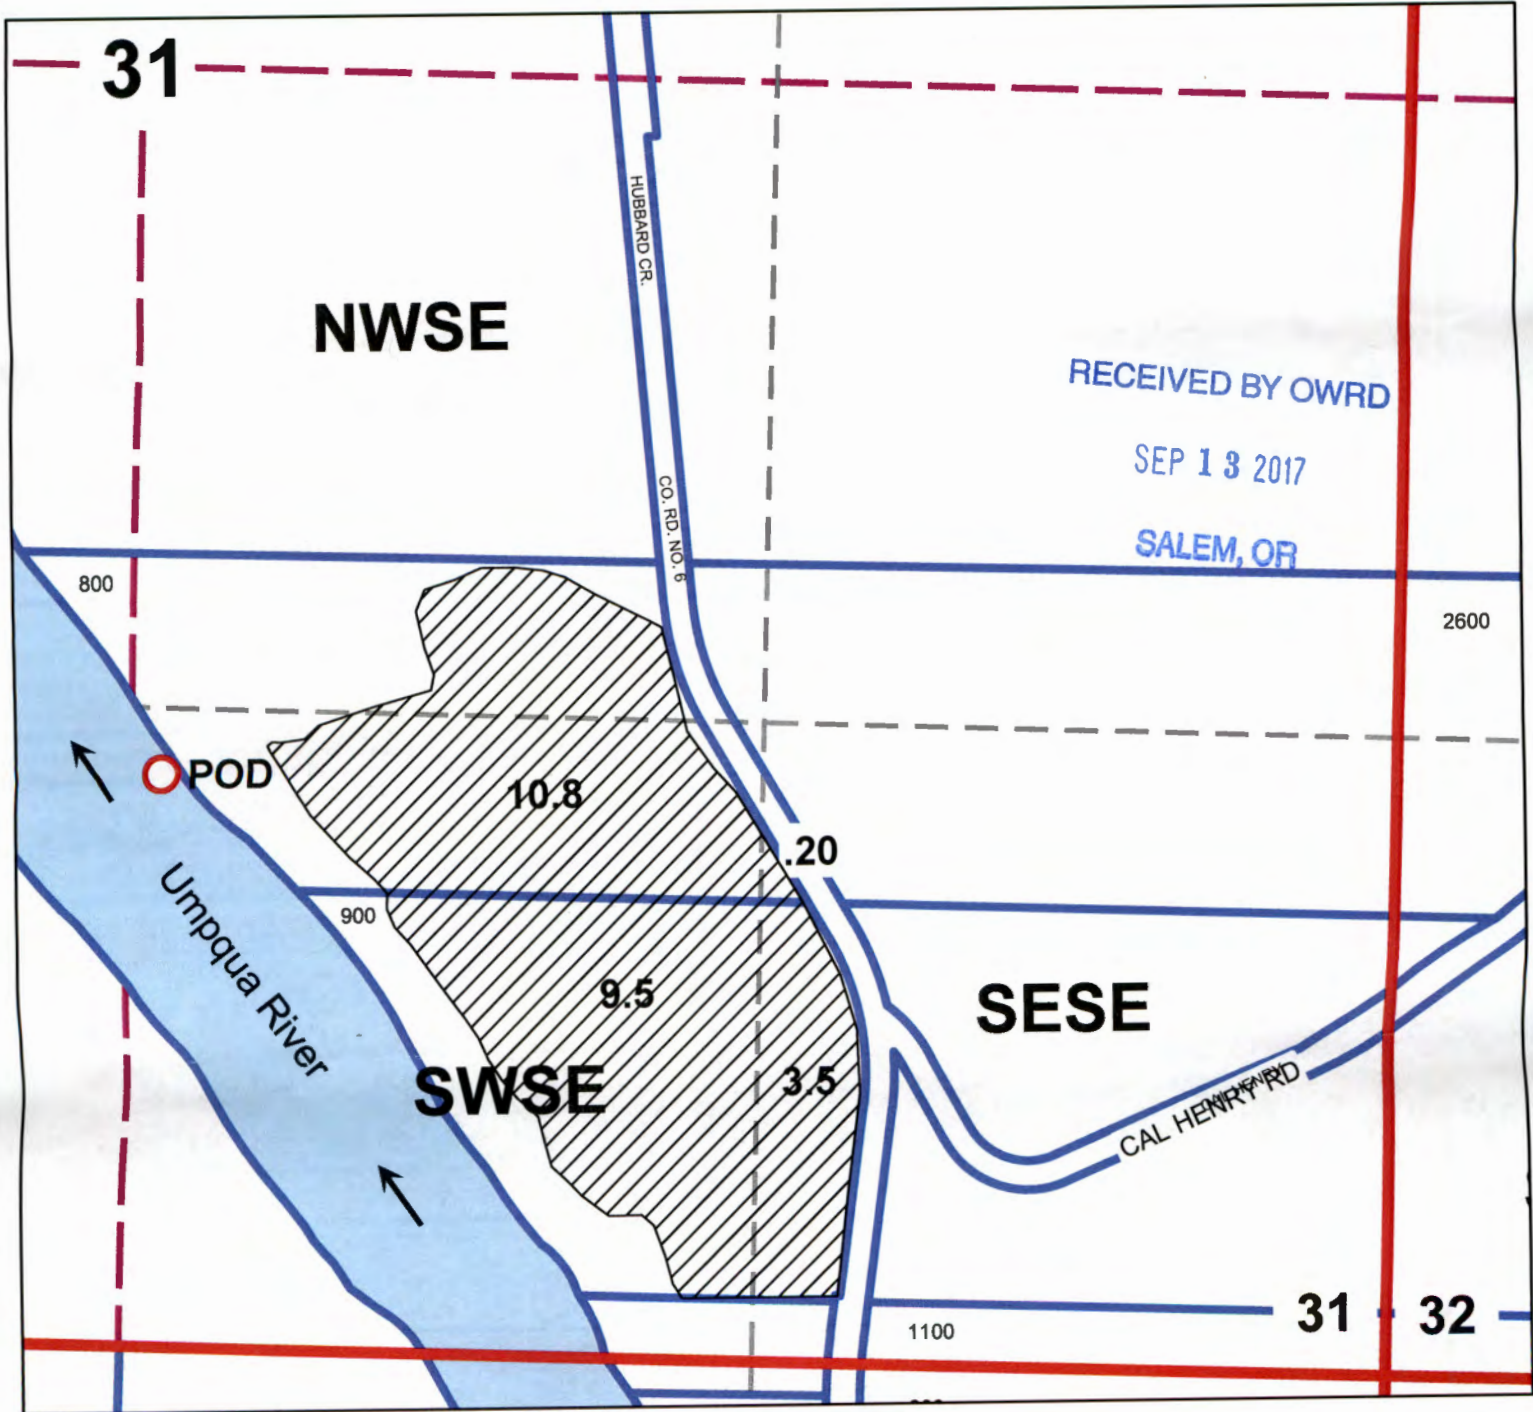 31
HUBBARD CR.
NWSE
RECEIVED BY OWRD
SEP 13 2017
SALEM, OR
CO. RD. NO. 6
800
2600
POD
10.8
.20
900
Umpqua River
9.5
SESE
SWSE
3.5
CAL HENRY RD
31
32
1100